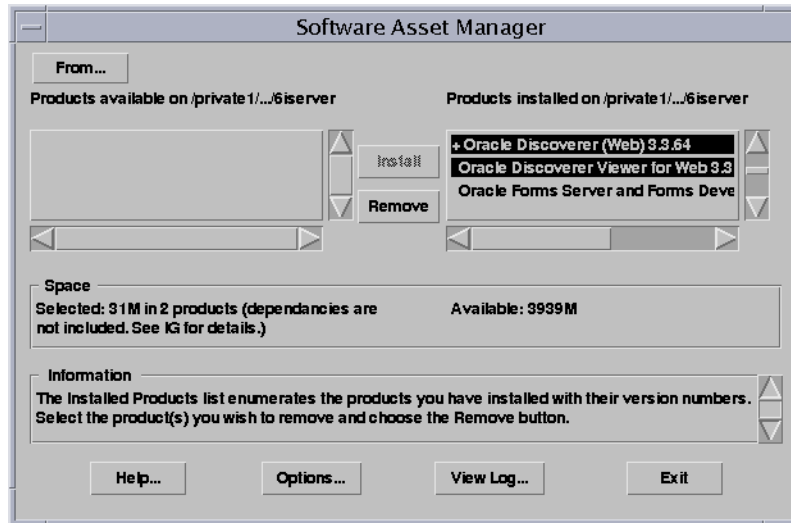 Software Asset Manager
From...
Products available on /private1/.../6iserver
Products installed on /private1/.../6iserver
Install
Remove
+ Oracle Discoverer (Web) 3.3.64
Oracle Discoverer Viewer for Web 3.3
Oracle Forms Server and Forms Deve
Space
Selected: 31M in 2 products (dependancies are
not included. See IG for details.)
Available: 3939M
Information
The Installed Products list enumerates the products you have installed with their version numbers.
Select the product(s) you wish to remove and choose the Remove button.
Help...
Options...
View Log...
Exit